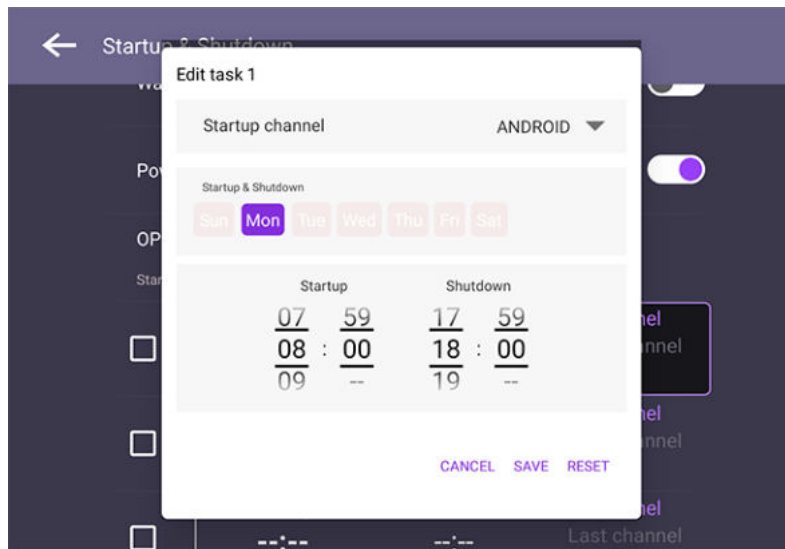 Startup & Shutdown
Edit task 1
Startup channel ANDROID
Startup & Shutdown
Sun Mon Tue Wed Thu Fri Sat
OP
Startup Shutdown
07 59 17 59
08 : 00 18 : 00
09 -- 19 --
CANCEL SAVE RESET
--:-- --:-- Last channel